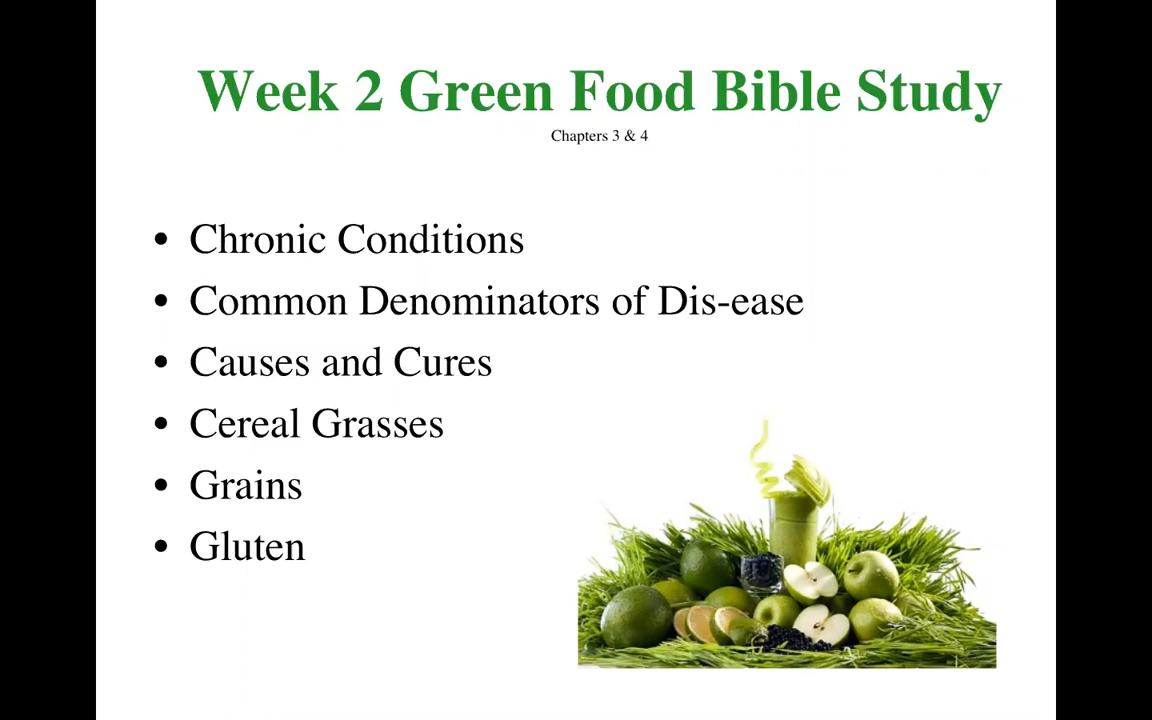 Week 2 Green Food Bible Study
Chapters 3 & 4
• Chronic Conditions
• Common Denominators of Dis-ease
• Causes and Cures
• Cereal Grasses
• Grains
• Gluten